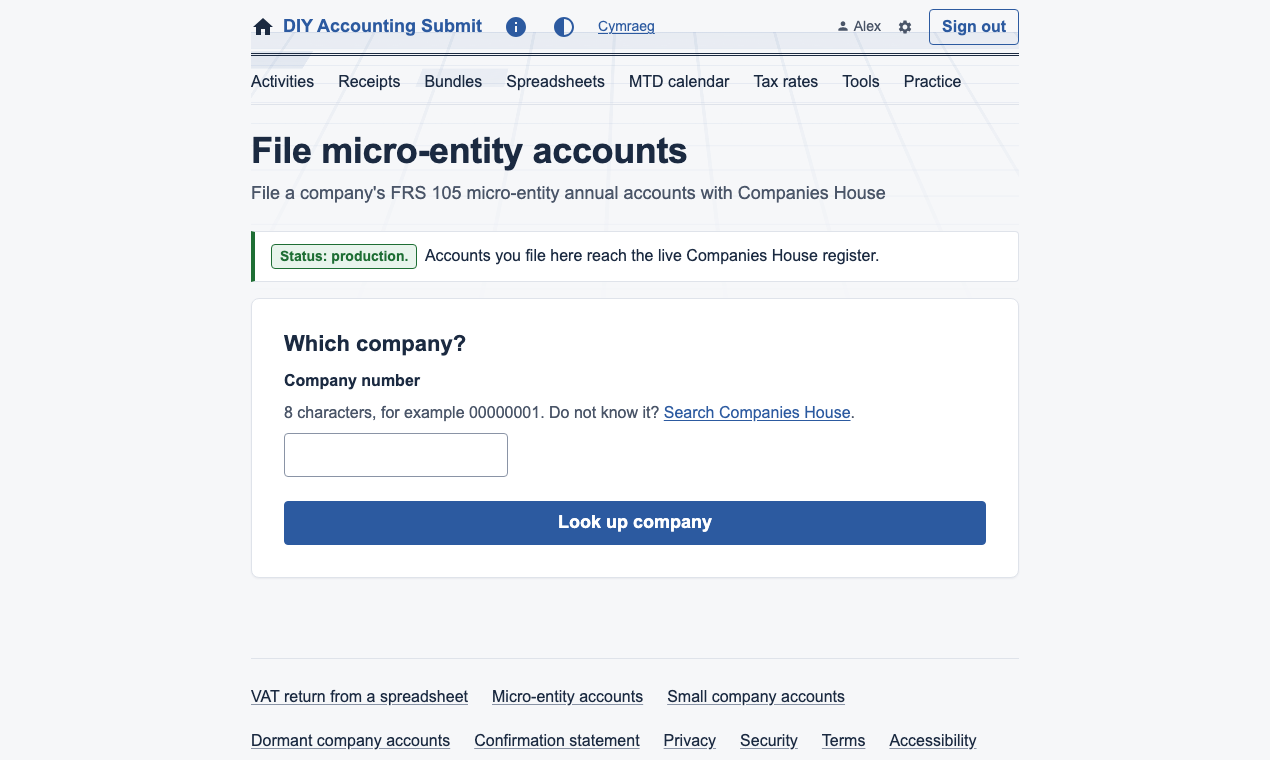 DIY Accounting Submit
Cymraeg
Alex
Sign out
Activities Receipts Bundles Spreadsheets MTD calendar Tax rates Tools Practice
File micro-entity accounts
File a company's FRS 105 micro-entity annual accounts with Companies House
Status: production. Accounts you file here reach the live Companies House register.
Which company?
Company number
8 characters, for example 00000001. Do not know it? Search Companies House.
Look up company
VAT return from a spreadsheet Micro-entity accounts Small company accounts
Dormant company accounts Confirmation statement Privacy Security Terms Accessibility